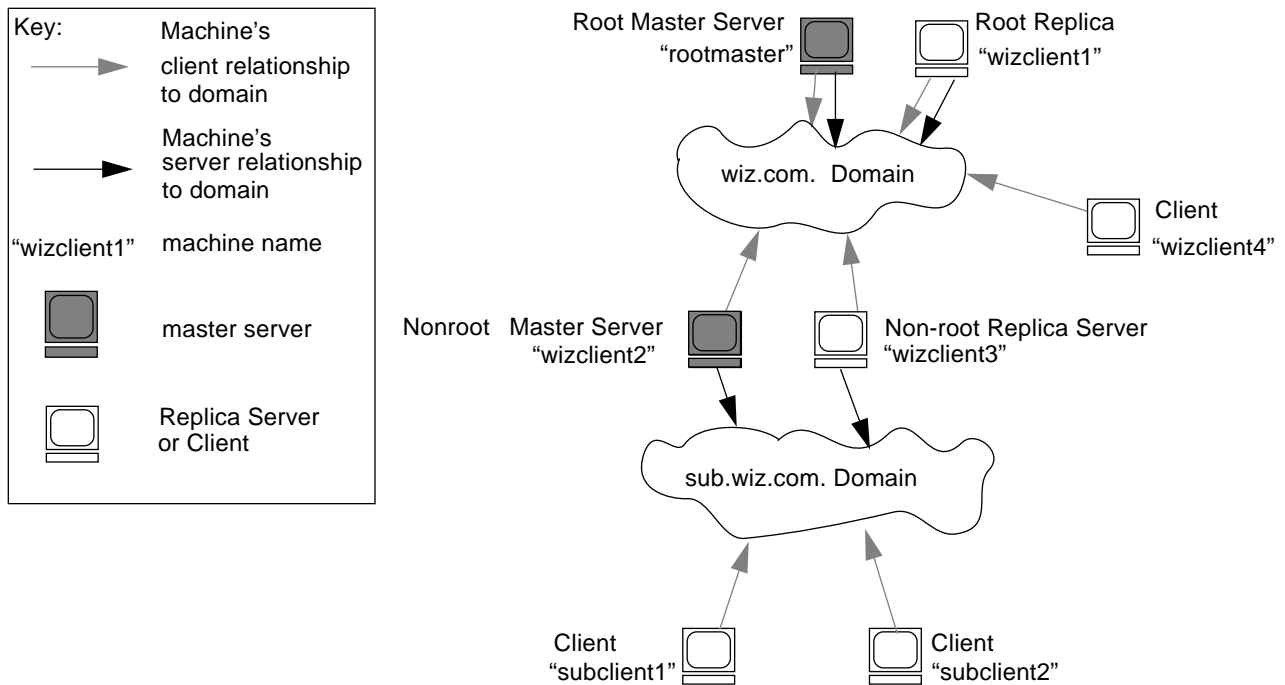 Key:
Machine's
client relationship
to domain
Machine's
server relationship
to domain
“wizclient1”
machine name
master server
Replica Server
or Client
Root Master Server
“rootmaster”
Root Replica
“wizclient1”
wiz.com. Domain
Client
“wizclient4”
Nonroot Master Server
“wizclient2”
Non-root Replica Server
“wizclient3”
sub.wiz.com. Domain
Client
“subclient1”
Client
“subclient2”